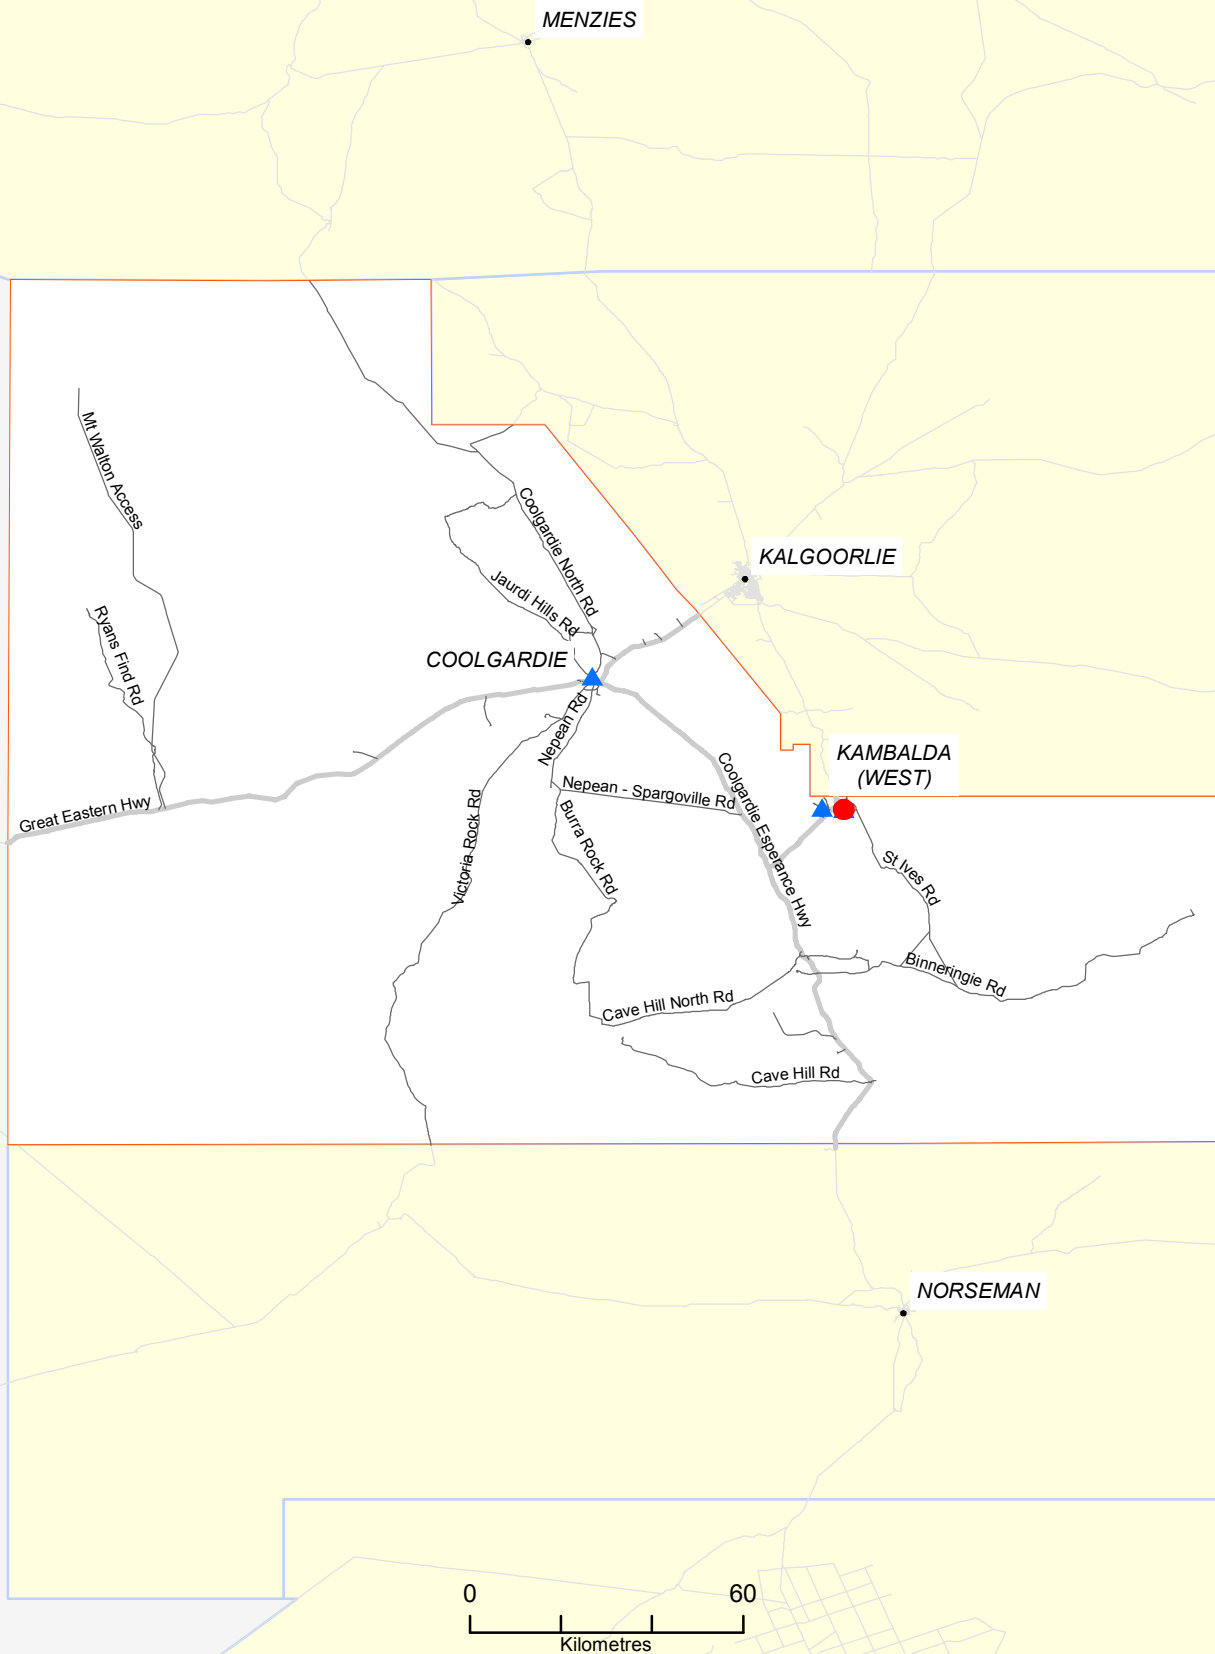 MENZIES
Mt Walton Access
Coolgardie North Rd
KALGOORLIE
Jaurdi Hills Rd
Ryans Find Rd
COOLGARDIE
Nepean Rd
KAMBALDA
(WEST)
Nepean - Spargoville Rd
Coolgardie Esperance Hwy
Great Eastern Hwy
Victoria Rock Rd
Burra Rock Rd
St Ives Rd
Binneringie Rd
Cave Hill North Rd
Cave Hill Rd
NORSEMAN
0 60
Kilometres